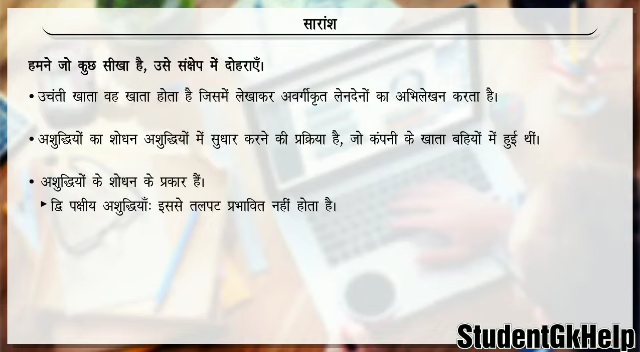 सारांश
हमने जो कुछ सीखा है, उसे संक्षेप में दोहराएँ।
• उचंती खाता वह खाता होता है जिसमें लेखाकर अवर्गीकृत लेनदेनों का अभिलेखन करता है।
• अशुद्धियों का शोधन अशुद्धियों में सुधार करने की प्रक्रिया है, जो कंपनी के खाता बहियों में हुई थीं।
• अशुद्धियों के शोधन के प्रकार हैं।
▸ द्वि पक्षीय अशुद्धियाँः इससे तलपट प्रभावित नहीं होता है।
StudentGkHelp